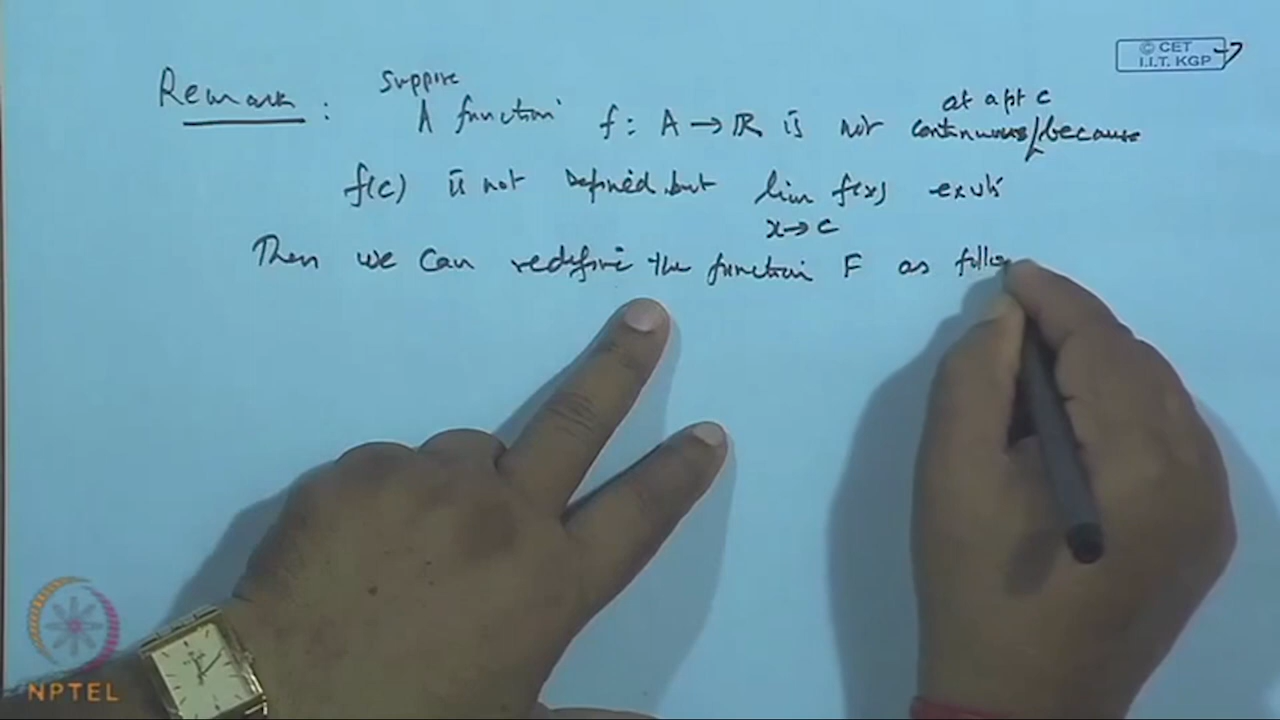 © CET
I.I.T. KGP
Remark : Suppose
A function f : A → R is not continuous / because
at a pt c
f(c) is not defined but lim f(x) exists
x → c
Then we can redefine the function F as follo
NPTEL